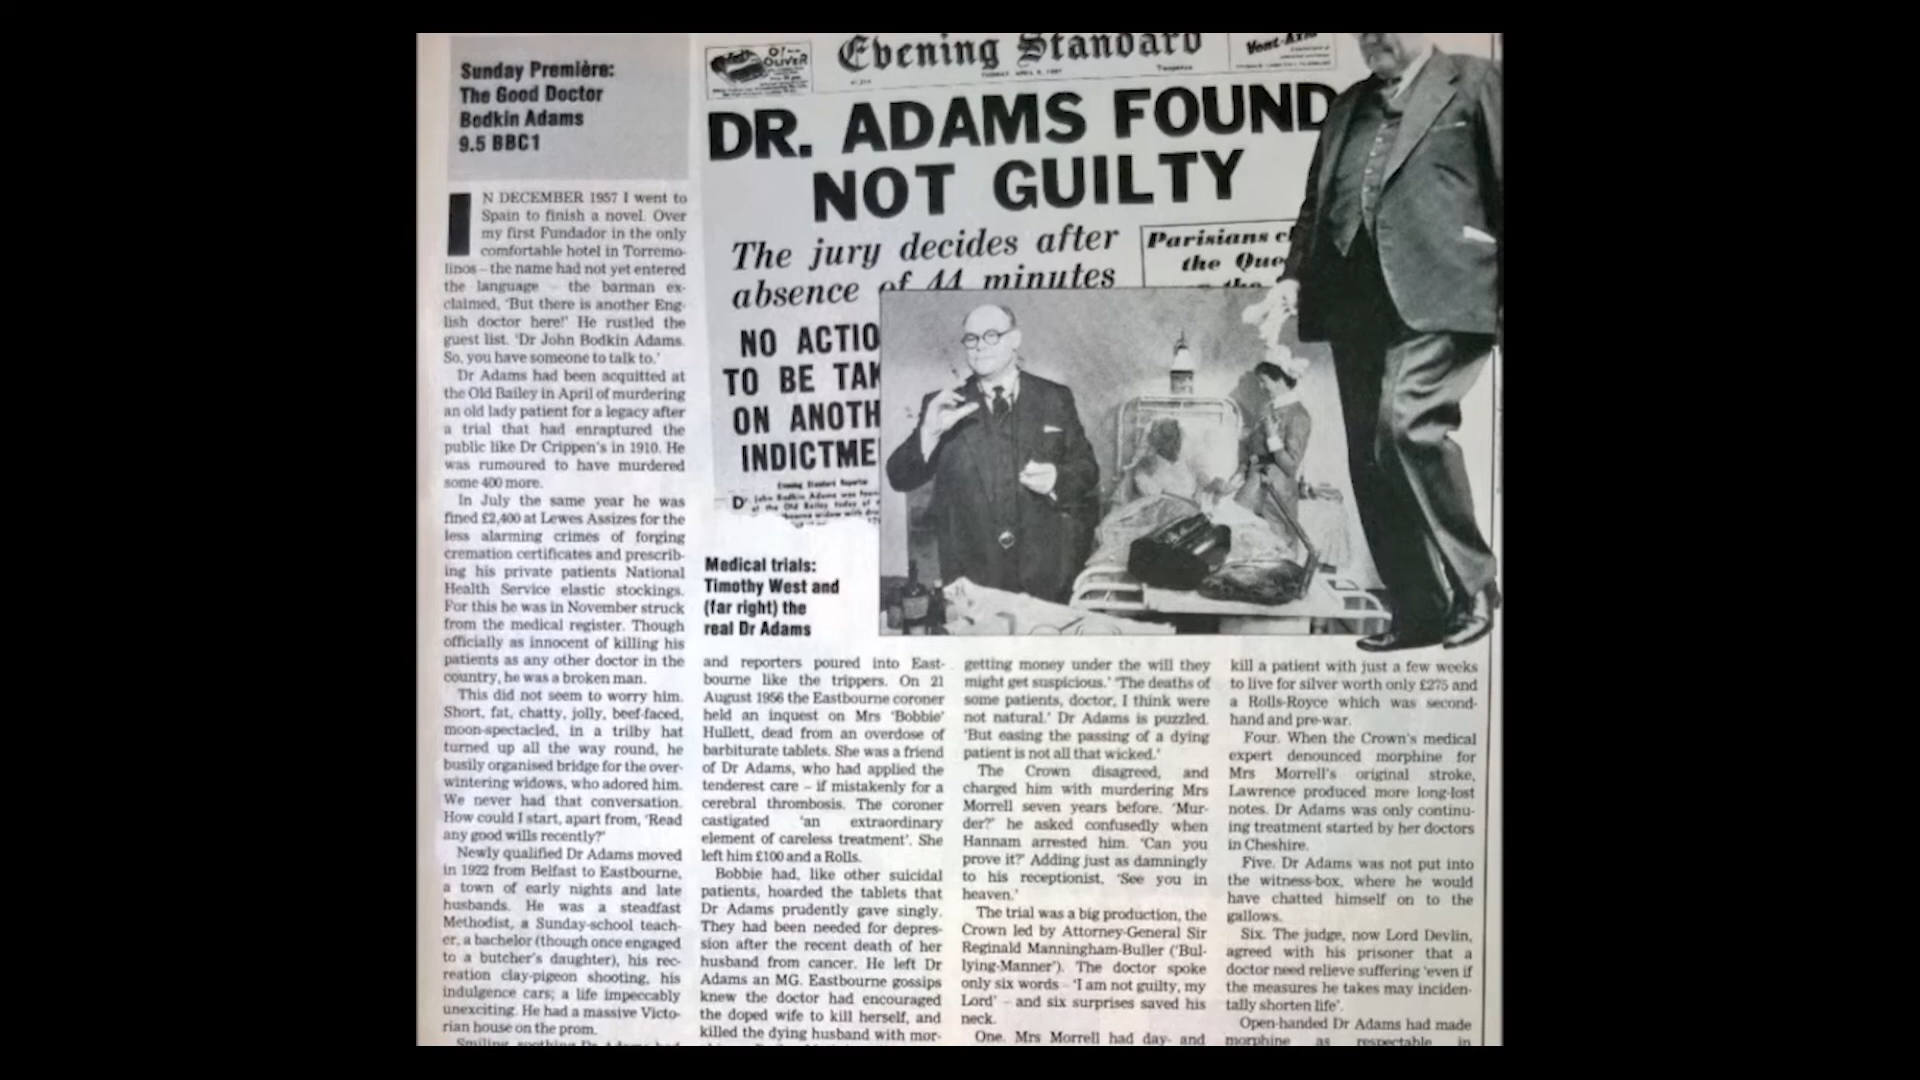 Sunday Première:
The Good Doctor
Bodkin Adams
9.5 BBC1
IN DECEMBER 1957 I went to
Spain to finish a novel. Over
my first Fundador in the only
comfortable hotel in Torremo-
linos – the name had not yet entered
the language – the barman ex-
claimed, 'But there is another Eng-
lish doctor here!' He rustled the
guest list. 'Dr John Bodkin Adams.
So, you have someone to talk to.'
Dr Adams had been acquitted at
the Old Bailey in April of murdering
an old lady patient for a legacy after
a trial that had enraptured the
public like Dr Crippen's in 1910. He
was rumoured to have murdered
some 400 more.
In July the same year he was
fined £2,400 at Lewes Assizes for the
less alarming crimes of forging
cremation certificates and prescrib-
ing his private patients National
Health Service elastic stockings.
For this he was in November struck
from the medical register. Though
officially as innocent of killing his
patients as any other doctor in the
country, he was a broken man.
This did not seem to worry him.
Short, fat, chatty, jolly, beef-faced,
moon-spectacled, in a trilby hat
turned up all the way round, he
busily organised bridge for the over-
wintering widows, who adored him.
We never had that conversation.
How could I start, apart from, 'Read
any good wills recently?'
Newly qualified Dr Adams moved
in 1922 from Belfast to Eastbourne,
a town of early nights and late
husbands. He was a steadfast
Methodist, a Sunday-school teach-
er, a bachelor (though once engaged
to a butcher's daughter), his rec-
reation clay-pigeon shooting, his
indulgence cars; a life impeccably
unexciting. He had a massive Victo-
rian house on the prom.
Smiling, soothing Dr Adams had
OLIVER
Evening Standard
TUESDAY, APRIL 9, 1957
Vent-Axia
DR. ADAMS FOUND
NOT GUILTY
The jury decides after
absence of 44 minutes
Parisians
the
NO ACTIO
TO BE TAK
ON ANOTH
INDICTME
Evening Standard Reporter
Dr. John Bodkin Adams was
at the Old Bailey today of
Medical trials:
Timothy West and
(far right) the
real Dr Adams
and reporters poured into East-
bourne like the trippers. On 21
August 1956 the Eastbourne coroner
held an inquest on Mrs 'Bobbie'
Hullett, dead from an overdose of
barbiturate tablets. She was a friend
of Dr Adams, who had applied the
tenderest care – if mistakenly for a
cerebral thrombosis. The coroner
castigated 'an extraordinary
element of careless treatment'. She
left him £100 and a Rolls.
Bobbie had, like other suicidal
patients, hoarded the tablets that
Dr Adams prudently gave singly.
They had been needed for depres-
sion after the recent death of her
husband from cancer. He left Dr
Adams an MG. Eastbourne gossips
knew the doctor had encouraged
the doped wife to kill herself, and
killed the dying husband with mor-
getting money under the will they
might get suspicious.' 'The deaths of
some patients, doctor, I think were
not natural.' Dr Adams is puzzled.
'But easing the passing of a dying
patient is not all that wicked.'
The Crown disagreed, and
charged him with murdering Mrs
Morrell seven years before. 'Mur-
der?' he asked confusedly when
Hannam arrested him. 'Can you
prove it?' Adding just as damningly
to his receptionist, 'See you in
heaven.'
The trial was a big production, the
Crown led by Attorney-General Sir
Reginald Manningham-Buller ('Bul-
lying-Manner'). The doctor spoke
only six words – 'I am not guilty, my
Lord' – and six surprises saved his
neck.
One. Mrs Morrell had day- and
kill a patient with just a few weeks
to live for silver worth only £275 and
a Rolls-Royce which was second-
hand and pre-war.
Four. When the Crown's medical
expert denounced morphine for
Mrs Morrell's original stroke,
Lawrence produced more long-lost
notes. Dr Adams was only continu-
ing treatment started by her doctors
in Cheshire.
Five. Dr Adams was not put into
the witness-box, where he would
have chatted himself on to the
gallows.
Six. The judge, now Lord Devlin,
agreed with his prisoner that a
doctor need relieve suffering 'even if
the measures he takes may inciden-
tally shorten life'.
Open-handed Dr Adams had made
morphine as respectable in